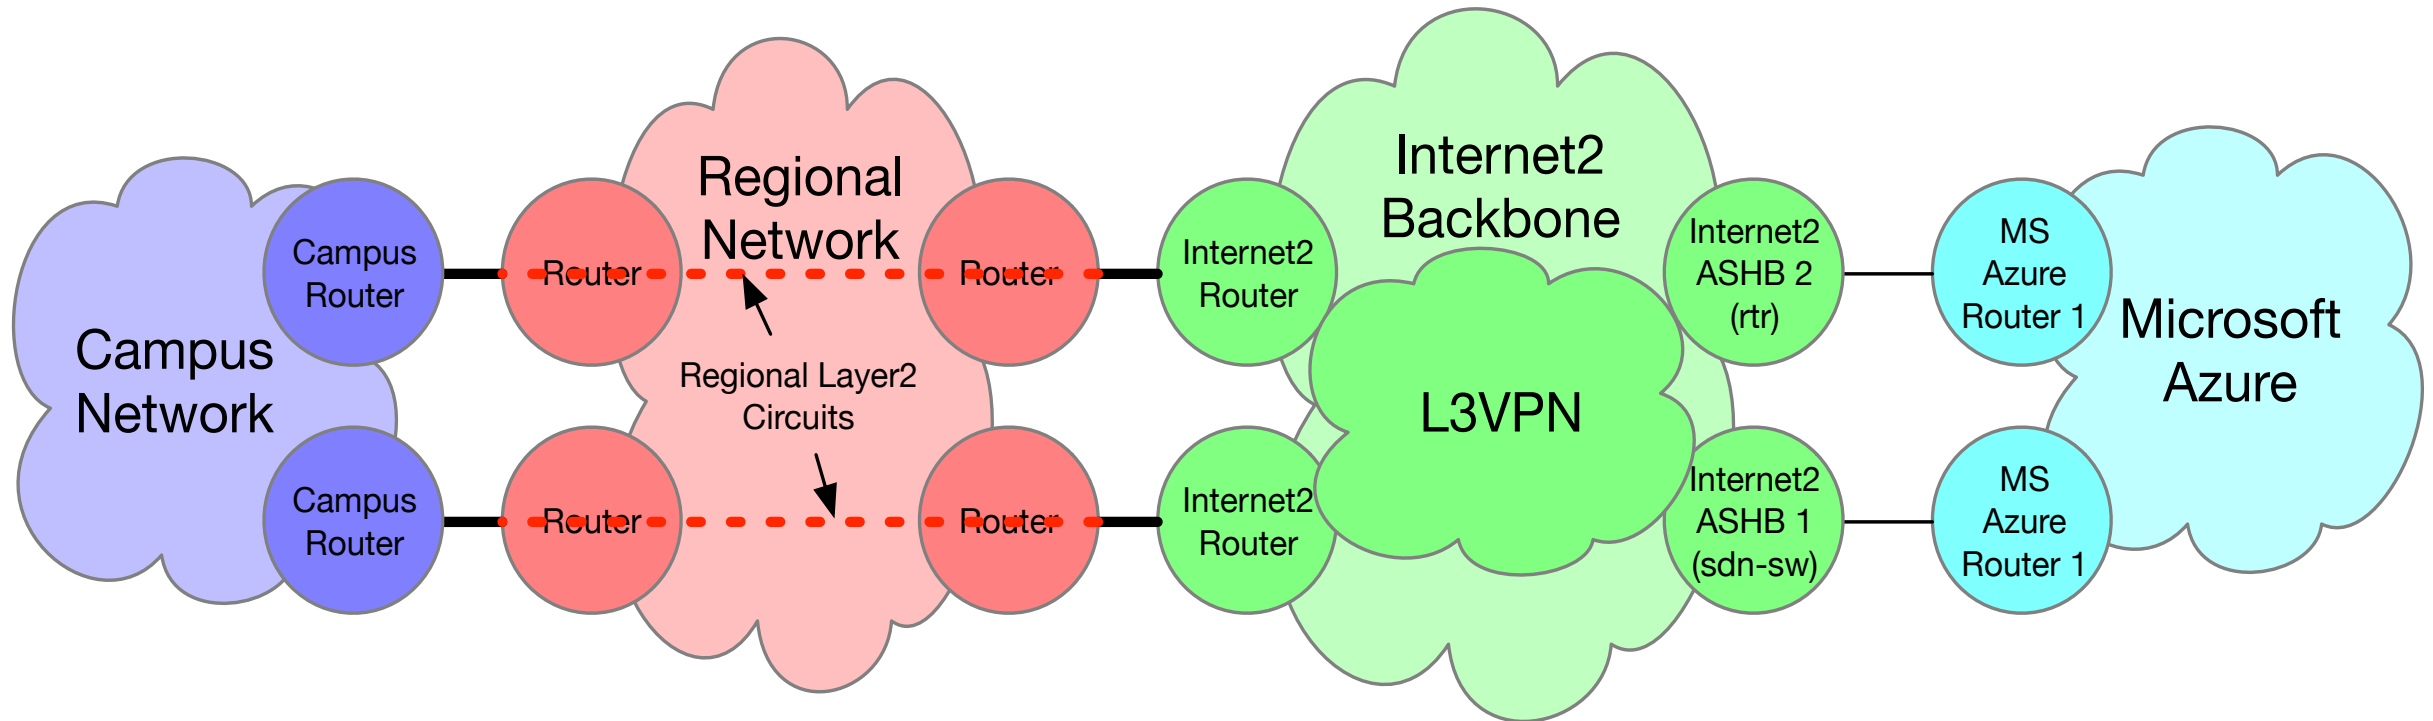 Campus
Network
Campus
Router
Campus
Router
Router
Router
Regional
Network
Regional Layer2
Circuits
Router
Router
Internet2
Router
Internet2
Router
Internet2
Backbone
L3VPN
Internet2
ASHB 2
(rtr)
Internet2
ASHB 1
(sdn-sw)
MS
Azure
Router 1
MS
Azure
Router 1
Microsoft
Azure